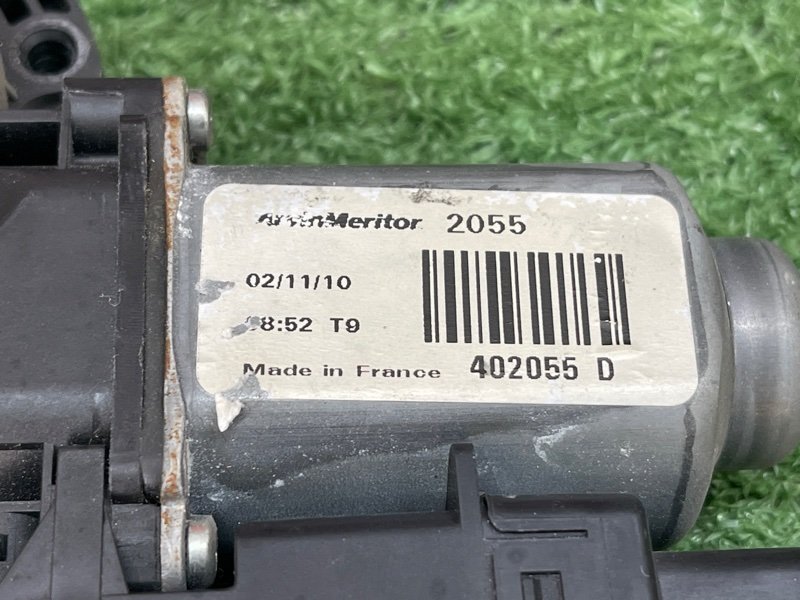 ArvinMeritor 2055
02/11/10
8:52 T9
Made in France 402055 D